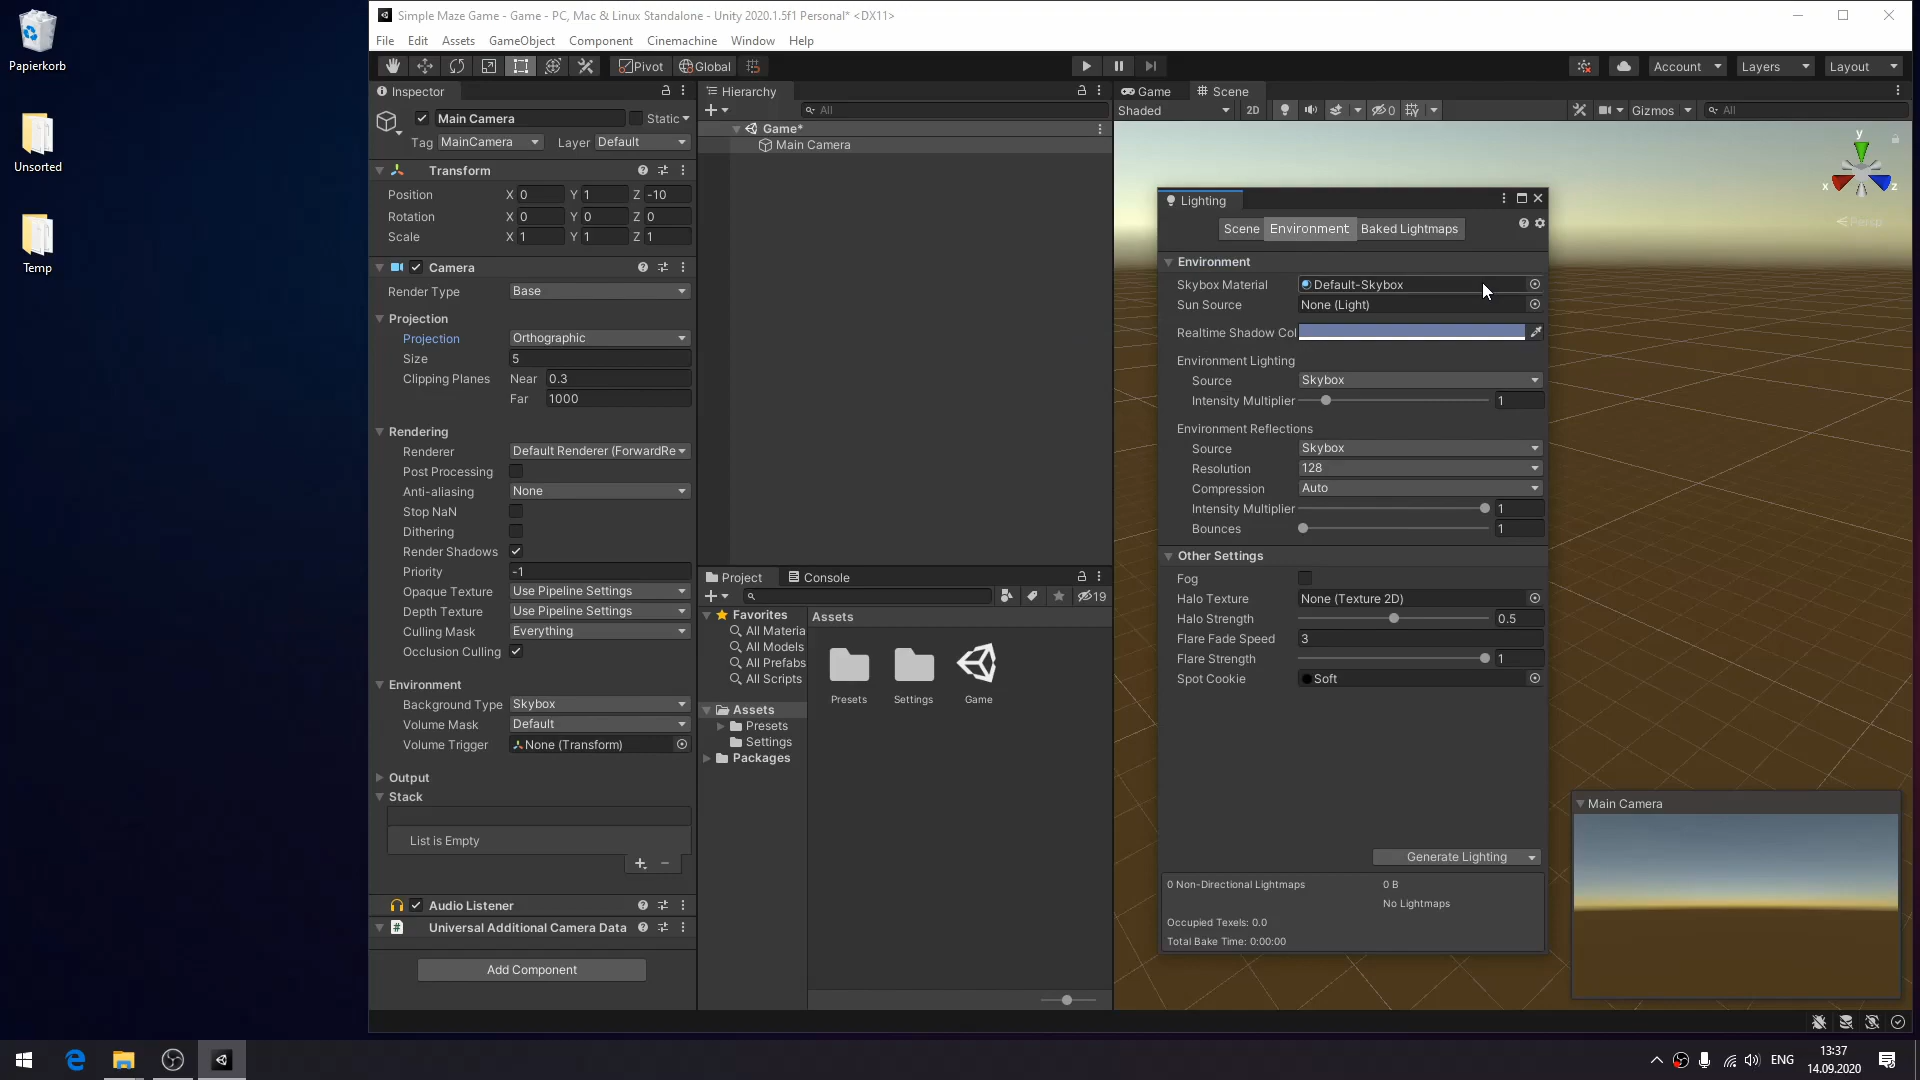 Papierkorb
Unsorted
Temp
Simple Maze Game - Game - PC, Mac & Linux Standalone - Unity 2020.1.5f1 Personal* <DX11>
File Edit Assets GameObject Component Cinemachine Window Help
Pivot Global Account Layers Layout
Inspector
Main Camera Static
Tag MainCamera Layer Default
Transform
Position X 0 Y 1 Z -10
Rotation X 0 Y 0 Z 0
Scale X 1 Y 1 Z 1
Camera
Render Type Base
Projection
Projection Orthographic
Size 5
Clipping Planes Near 0.3
Far 1000
Rendering
Renderer Default Renderer (ForwardRe
Post Processing
Anti-aliasing None
Stop NaN
Dithering
Render Shadows
Priority -1
Opaque Texture Use Pipeline Settings
Depth Texture Use Pipeline Settings
Culling Mask Everything
Occlusion Culling
Environment
Background Type Skybox
Volume Mask Default
Volume Trigger None (Transform)
Output
Stack
List is Empty
Audio Listener
# Universal Additional Camera Data
Add Component
Hierarchy
All
Game*
Main Camera
Project Console
19
Favorites
All Materia
All Models
All Prefabs
All Scripts
Assets
Presets
Settings
Packages
Assets
Presets Settings Game
Game Scene
Shaded 2D 0 Gizmos All
y
x z
Persp
Lighting
Scene Environment Baked Lightmaps
Environment
Skybox Material Default-Skybox
Sun Source None (Light)
Realtime Shadow Col
Environment Lighting
Source Skybox
Intensity Multiplier 1
Environment Reflections
Source Skybox
Resolution 128
Compression Auto
Intensity Multiplier 1
Bounces 1
Other Settings
Fog
Halo Texture None (Texture 2D)
Halo Strength 0.5
Flare Fade Speed 3
Flare Strength 1
Spot Cookie Soft
Generate Lighting
0 Non-Directional Lightmaps 0 B
No Lightmaps
Occupied Texels: 0.0
Total Bake Time: 0:00:00
Main Camera
ENG
13:37
14.09.2020